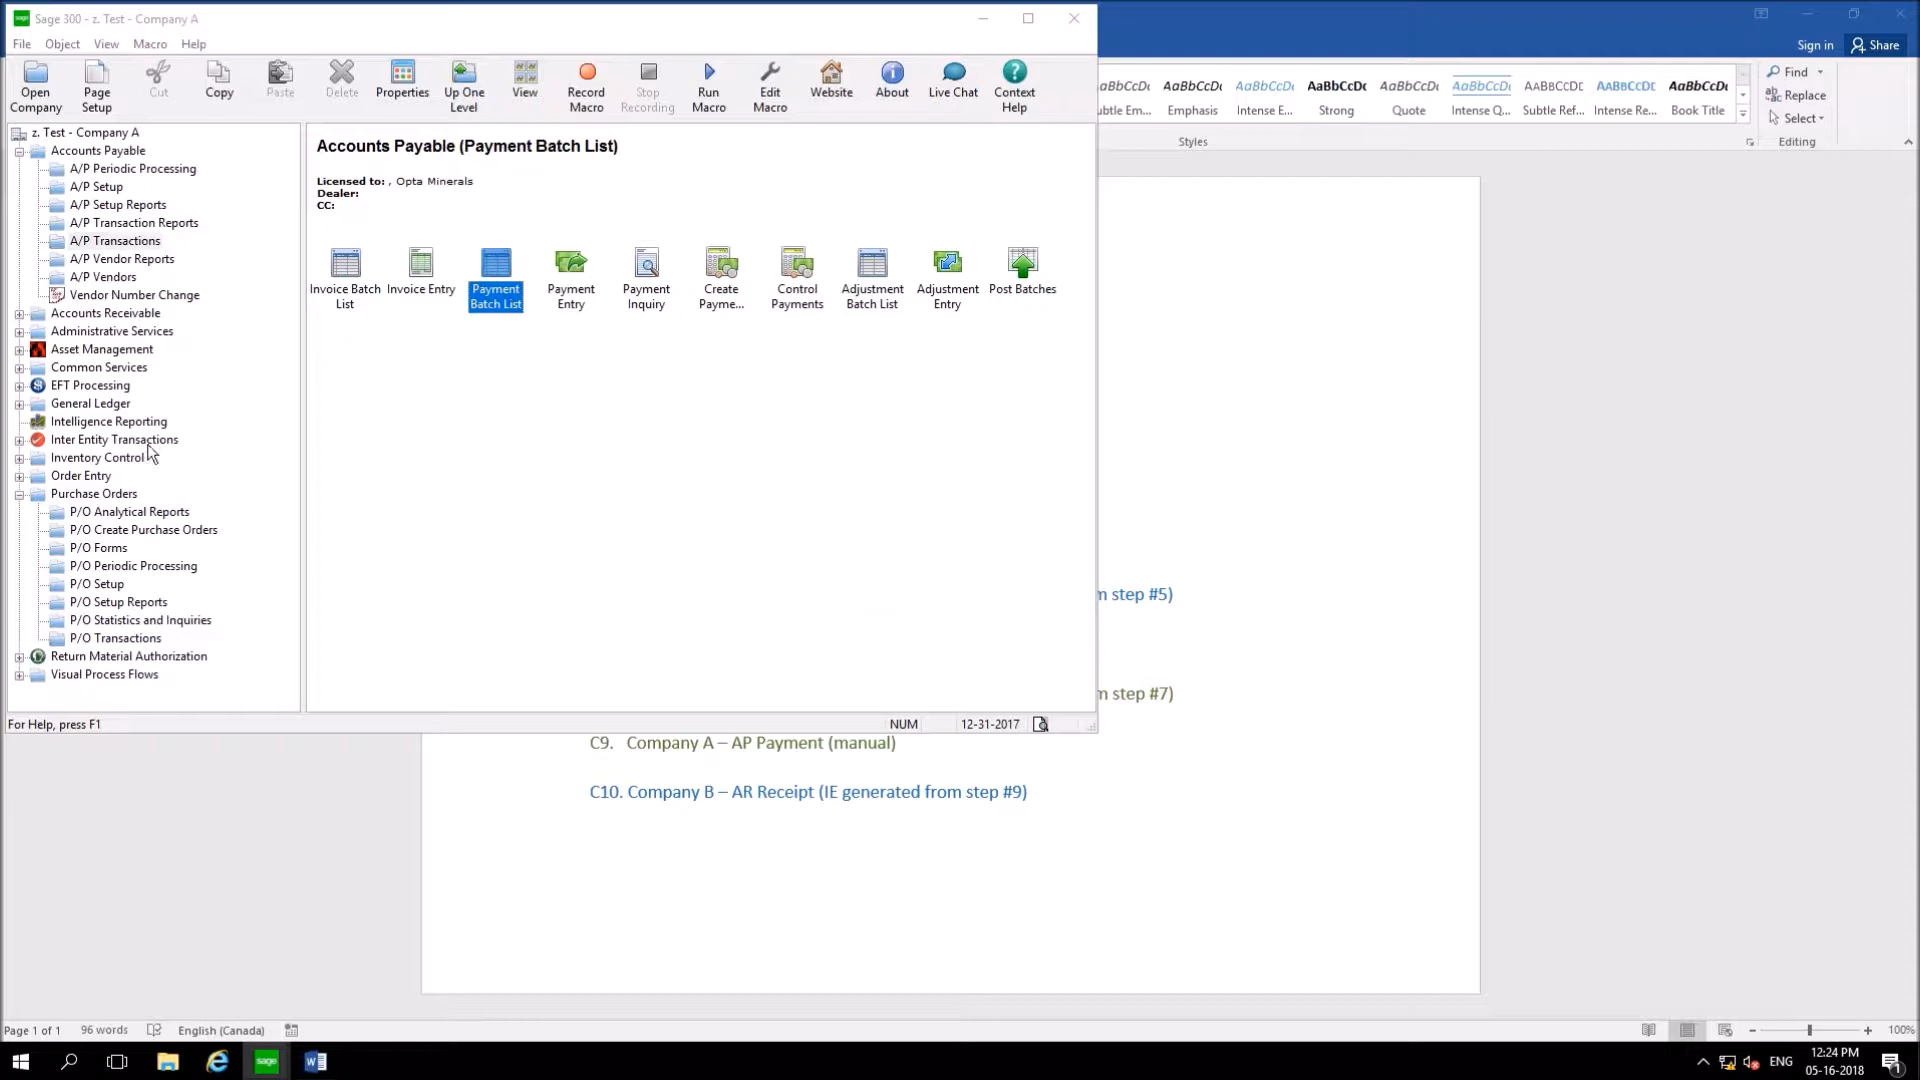 sage
Sage 300 - z. Test - Company A
File Object View Macro Help
Open Company
Page Setup
Cut
Copy
Paste
Delete
Properties
Up One Level
View
Record Macro
Stop Recording
Run Macro
Edit Macro
Website
About
Live Chat
Context Help
z. Test - Company A
Accounts Payable
A/P Periodic Processing
A/P Setup
A/P Setup Reports
A/P Transaction Reports
A/P Transactions
A/P Vendor Reports
A/P Vendors
Vendor Number Change
Accounts Receivable
Administrative Services
Asset Management
Common Services
EFT Processing
General Ledger
Intelligence Reporting
Inter Entity Transactions
Inventory Control
Order Entry
Purchase Orders
P/O Analytical Reports
P/O Create Purchase Orders
P/O Forms
P/O Periodic Processing
P/O Setup
P/O Setup Reports
P/O Statistics and Inquiries
P/O Transactions
Return Material Authorization
Visual Process Flows
Accounts Payable (Payment Batch List)
Licensed to: , Opta Minerals
Dealer:
CC:
Invoice Batch List
Invoice Entry
Payment Batch List
Payment Entry
Payment Inquiry
Create Payme...
Control Payments
Adjustment Batch List
Adjustment Entry
Post Batches
For Help, press F1
NUM
12-31-2017
Sign in Share
AaBbCcDc AaBbCcDc AaBbCcDc AaBbCcDc AaBbCcDc AABBCCDC AABBCCDC AaBbCcDc
Emphasis Intense E... Strong Quote Intense Q... Subtle Ref... Intense Re... Book Title
Styles
Find
Replace
Select
Editing
step #5)
step #7)
C9. Company A – AP Payment (manual)
C10. Company B – AR Receipt (IE generated from step #9)
Page 1 of 1 96 words English (Canada)
100%
sage
ENG
12:24 PM
05-16-2018
1